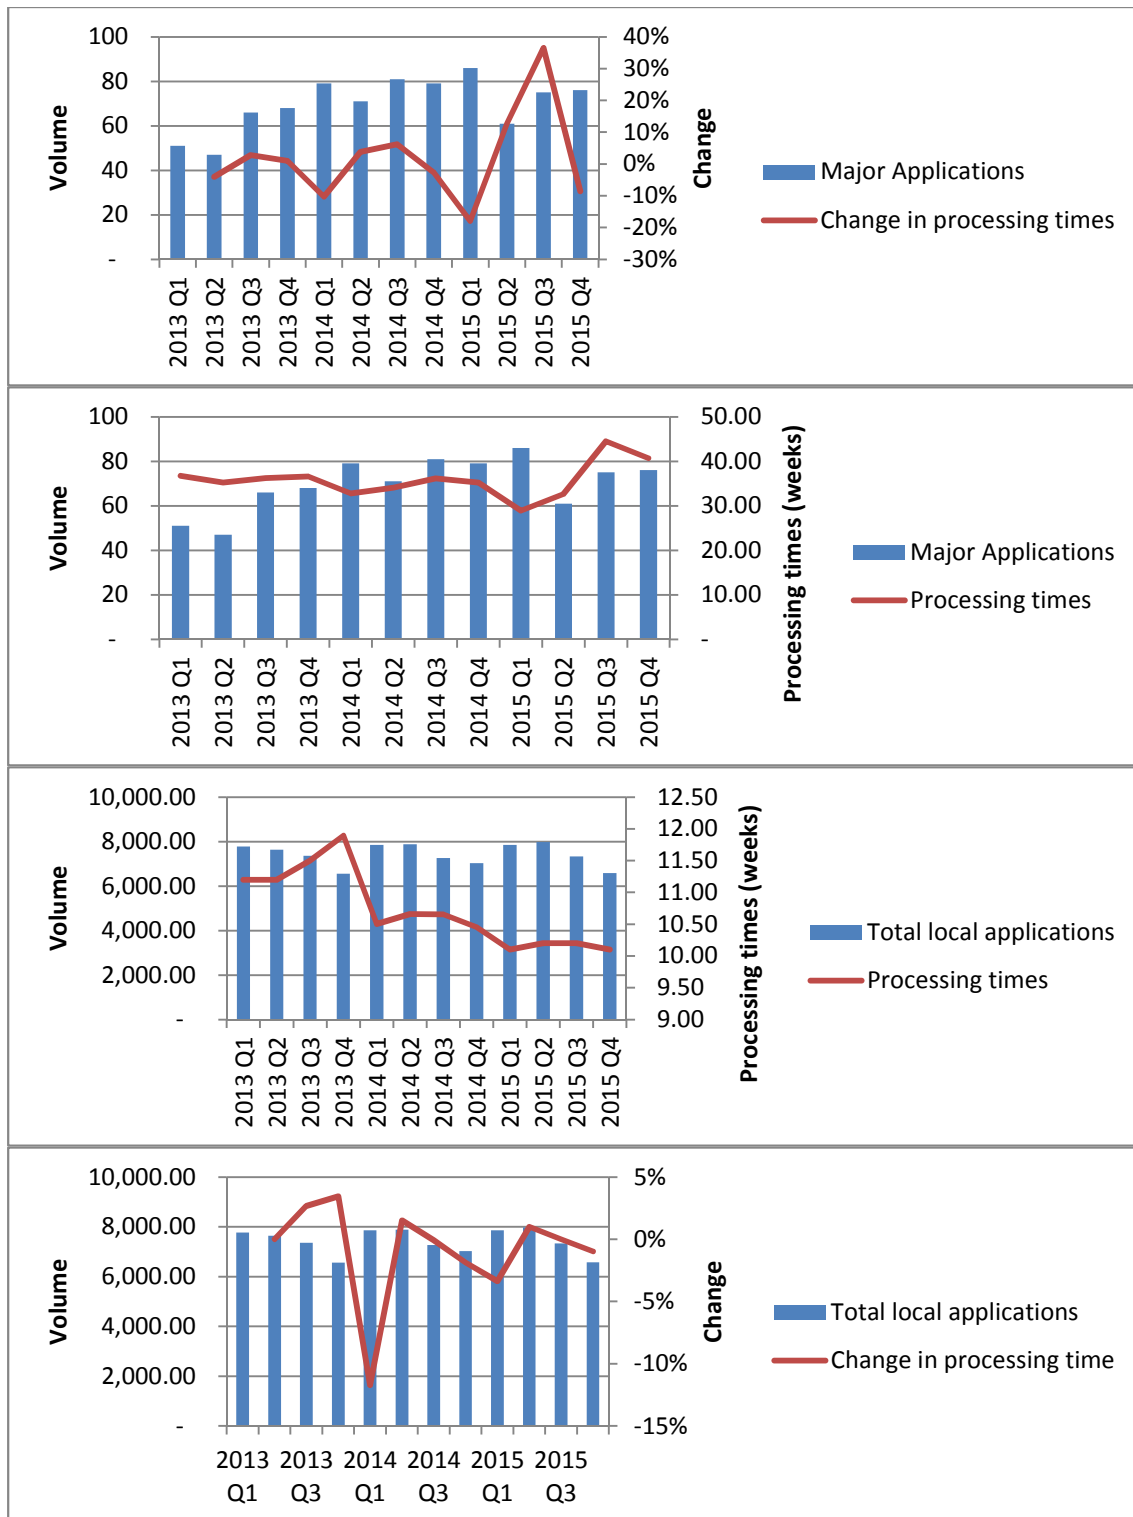 100
80
60
40
20
-
Volume
40%
30%
20%
10%
0%
-10%
-20%
-30%
Change
2013 Q1
2013 Q2
2013 Q3
2013 Q4
2014 Q1
2014 Q2
2014 Q3
2014 Q4
2015 Q1
2015 Q2
2015 Q3
2015 Q4
Major Applications
Change in processing times
100
80
60
40
20
-
Volume
50.00
40.00
30.00
20.00
10.00
-
Processing times (weeks)
2013 Q1
2013 Q2
2013 Q3
2013 Q4
2014 Q1
2014 Q2
2014 Q3
2014 Q4
2015 Q1
2015 Q2
2015 Q3
2015 Q4
Major Applications
Processing times
10,000.00
8,000.00
6,000.00
4,000.00
2,000.00
-
Volume
12.50
12.00
11.50
11.00
10.50
10.00
9.50
9.00
Processing times (weeks)
2013 Q1
2013 Q2
2013 Q3
2013 Q4
2014 Q1
2014 Q2
2014 Q3
2014 Q4
2015 Q1
2015 Q2
2015 Q3
2015 Q4
Total local applications
Processing times
10,000.00
8,000.00
6,000.00
4,000.00
2,000.00
-
Volume
5%
0%
-5%
-10%
-15%
Change
2013
Q1
2013
Q3
2014
Q1
2014
Q3
2015
Q1
2015
Q3
Total local applications
Change in processing time